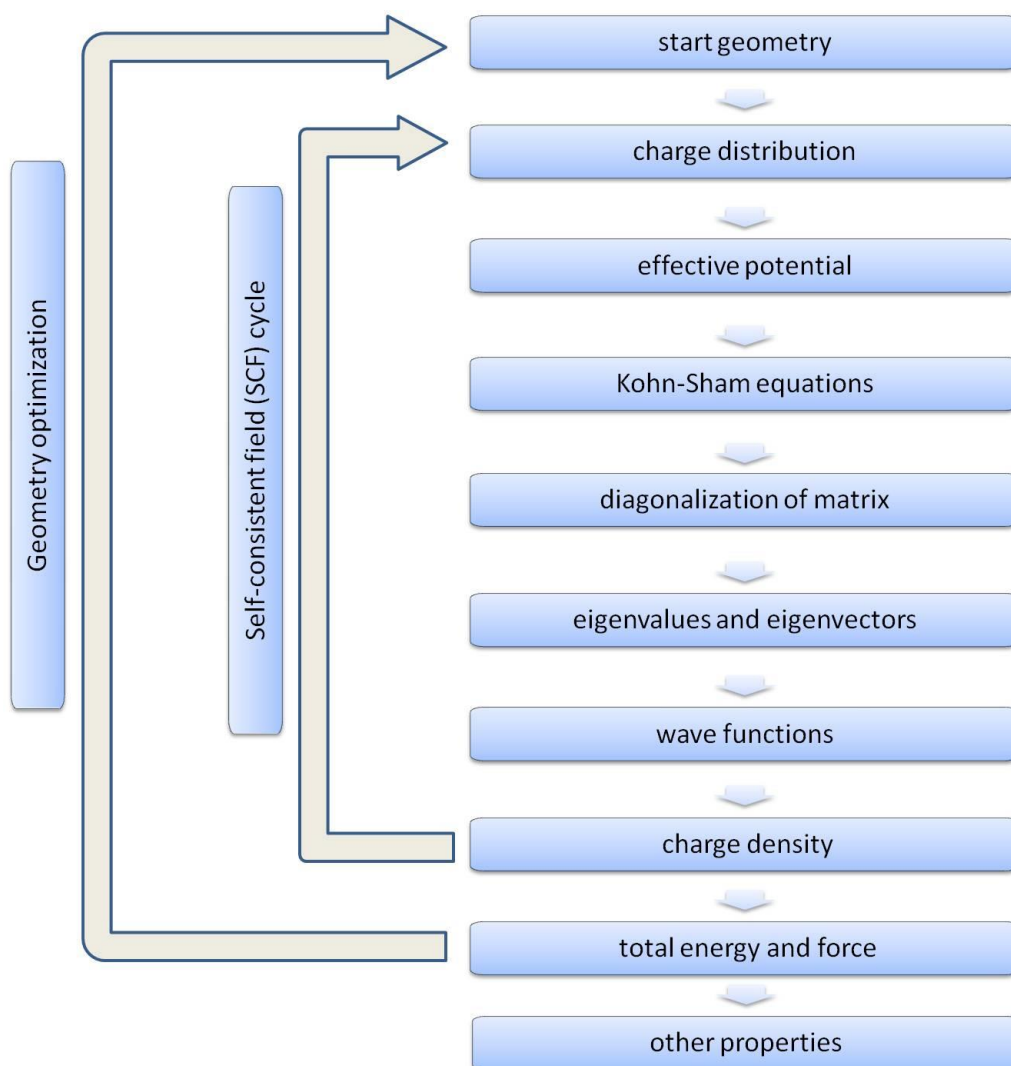 start geometry
charge distribution
effective potential
Kohn-Sham equations
diagonalization of matrix
eigenvalues and eigenvectors
wave functions
charge density
total energy and force
other properties
Geometry optimization
Self-consistent field (SCF) cycle